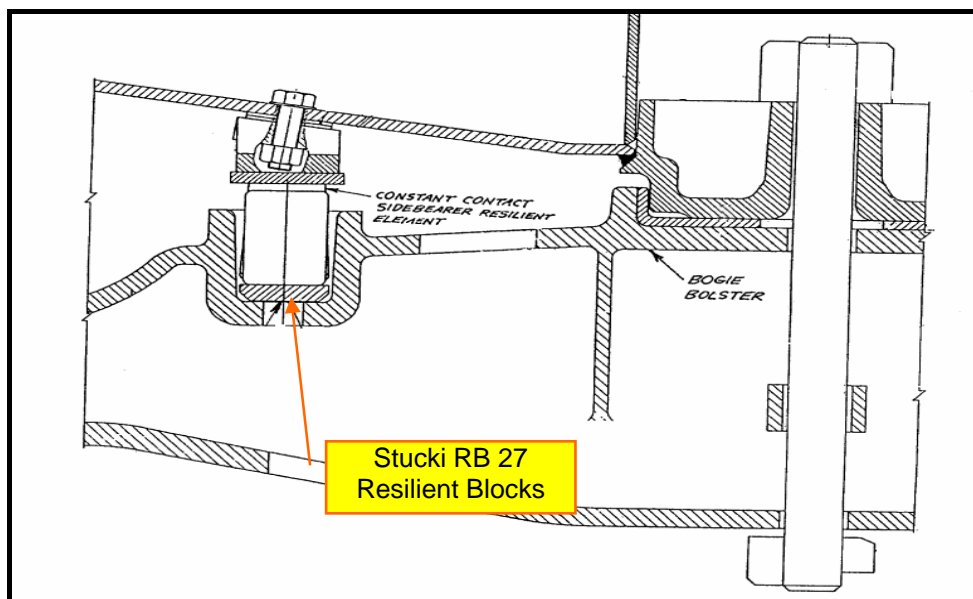 CONSTANT CONTACT
SIDEBEARER RESILIENT
ELEMENT
BOGIE
BOLSTER
Stucki RB 27
Resilient Blocks